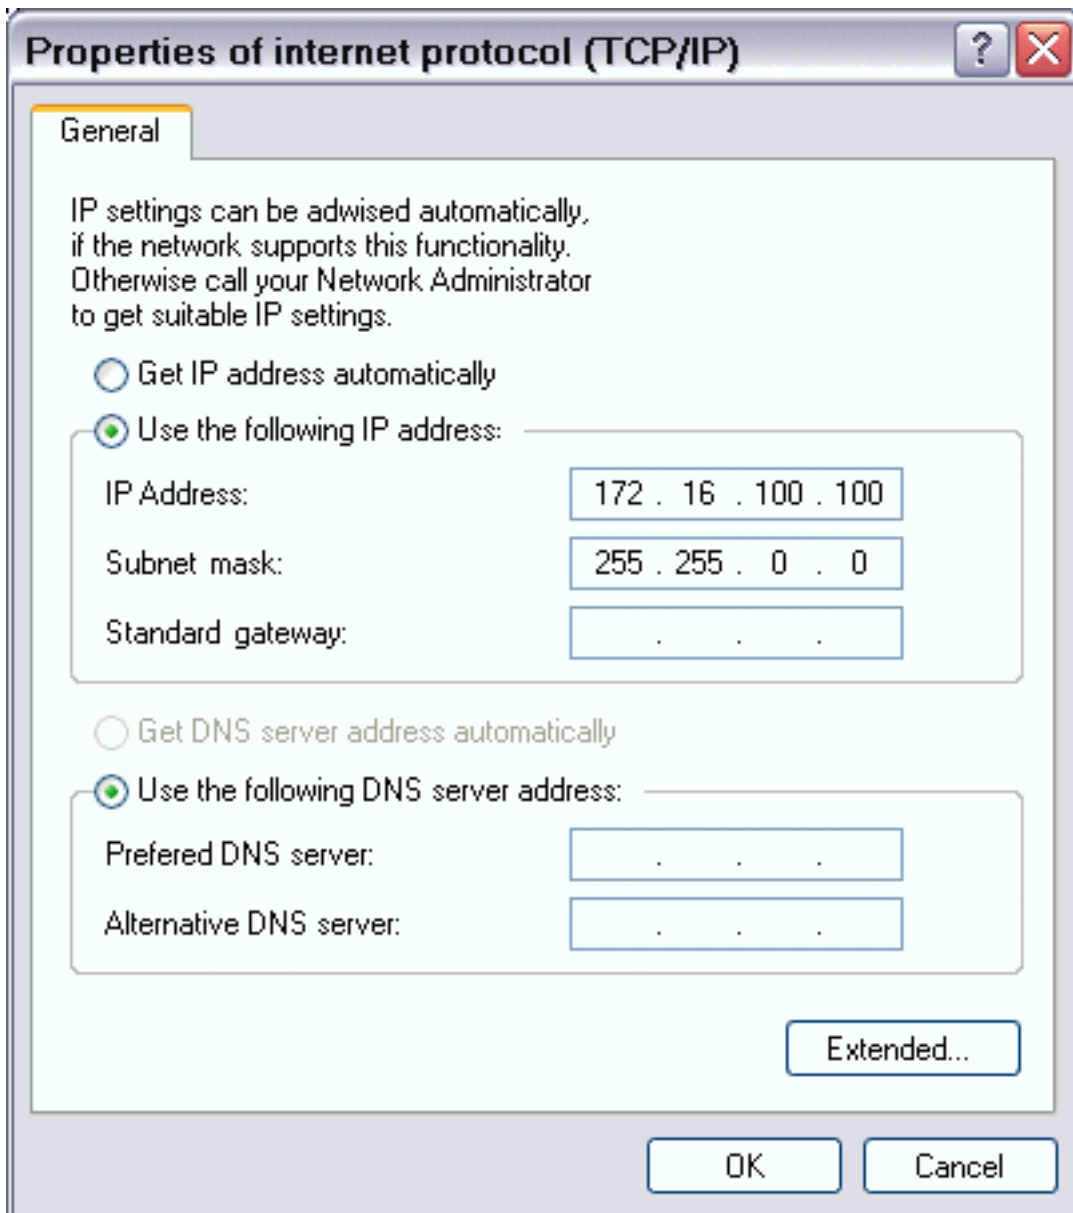 Properties of internet protocol (TCP/IP)
?
General
IP settings can be adwised automatically,
if the network supports this functionality.
Otherwise call your Network Administrator
to get suitable IP settings.
Get IP address automatically
Use the following IP address:
IP Address: 172 . 16 . 100 . 100
Subnet mask: 255 . 255 . 0 . 0
Standard gateway: . . .
Get DNS server address automatically
Use the following DNS server address:
Prefered DNS server: . . .
Alternative DNS server: . . .
Extended...
OK Cancel